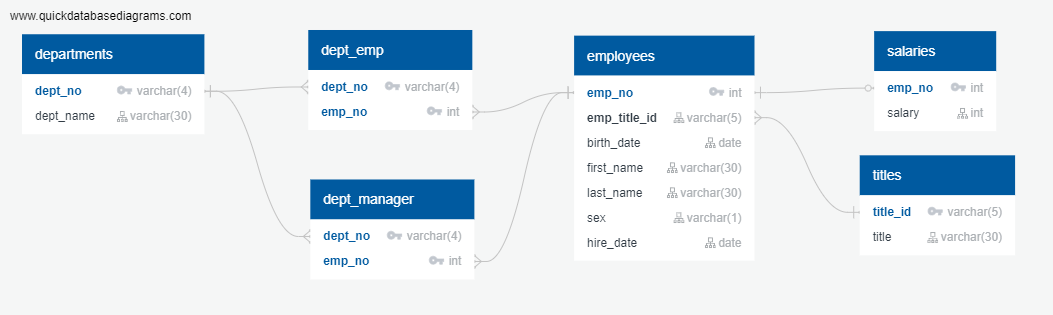 www.quickdatabasediagrams.com
departments
dept_no varchar(4)
dept_name varchar(30)
dept_emp
dept_no varchar(4)
emp_no int
dept_manager
dept_no varchar(4)
emp_no int
employees
emp_no int
emp_title_id varchar(5)
birth_date date
first_name varchar(30)
last_name varchar(30)
sex varchar(1)
hire_date date
salaries
emp_no int
salary int
titles
title_id varchar(5)
title varchar(30)